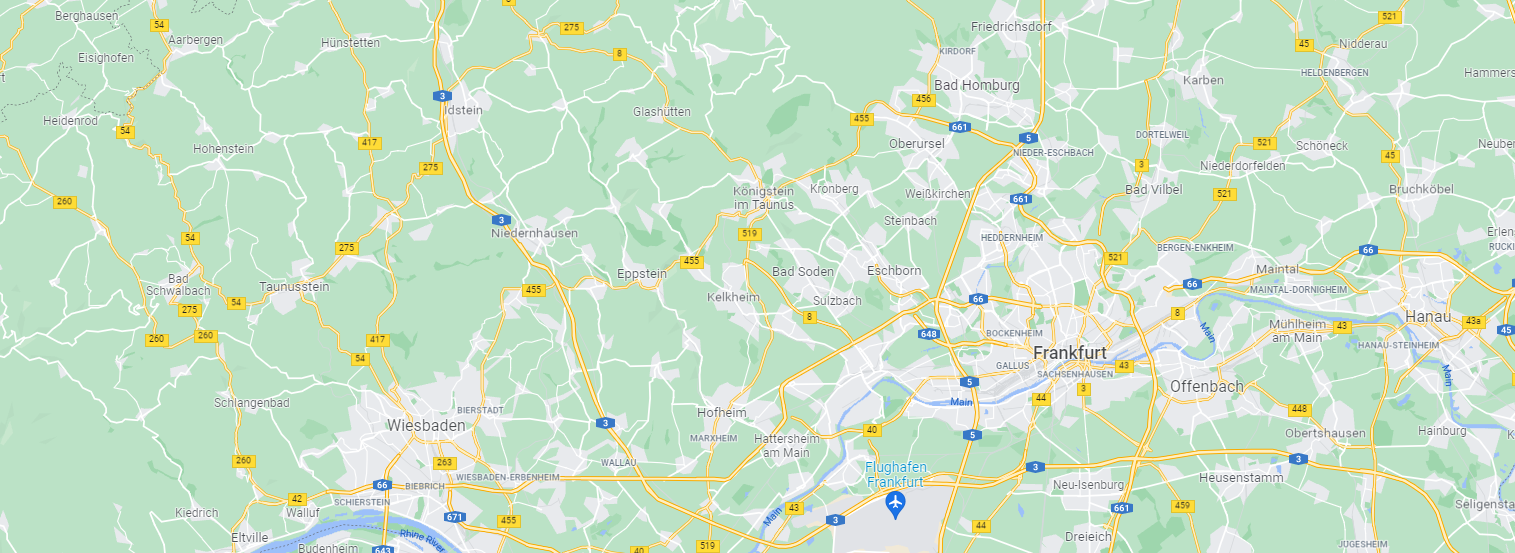 Berghausen
54
Aarbergen
Hünstetten
275
8
Friedrichsdorf
521
45
Nidderau
Eisighofen
KIRDORF
HELDENBERGEN
Hammers
3
Idstein
Glashütten
456
Bad Homburg
Karben
Heidenrod
54
455
661
5
DORTELWEIL
Hohenstein
417
275
Oberursel
NIEDER-ESCHBACH
3
521
Schöneck
45
Neuber
Niederdorfelden
260
Königstein
im Taunus
Kronberg
Weißkirchen
661
Bad Vilbel
521
Bruchköbel
3
Niedernhausen
519
Steinbach
HEDDERNHEIM
BERGEN-ENKHEIM
66
Erlens
RÜCKI
54
275
455
521
Bad
Schwalbach
Taunusstein
Eppstein
Bad Soden
Eschborn
Maintal
66
MAINTAL-DÖRNIGHEIM
54
275
455
Kelkheim
Sulzbach
66
8
8
Hanau
43a
45
260
260
417
54
648
BOCKENHEIM
Main
Mühlheim
am Main
43
HANAU-STEINHEIM
Frankfurt
GALLUS
SACHSENHAUSEN
43
Offenbach
Main
5
3
44
Schlangenbad
BIERSTADT
Main
448
Wiesbaden
3
Hofheim
MARXHEIM
Hattersheim
am Main
40
5
Obertshausen
Hainburg
K
260
263
WALLAU
Flughafen
Frankfurt
3
3
66
BIEBRICH
WIESBADEN-ERBENHEIM
Neu-Isenburg
Heusenstamm
42
SCHIERSTEIN
Kiedrich
Walluf
671
455
Main
43
3
44
661
459
Seligensta
Eltville
Budenheim
643
Rhine River
40
519
Dreieich
JÜGESHEIM